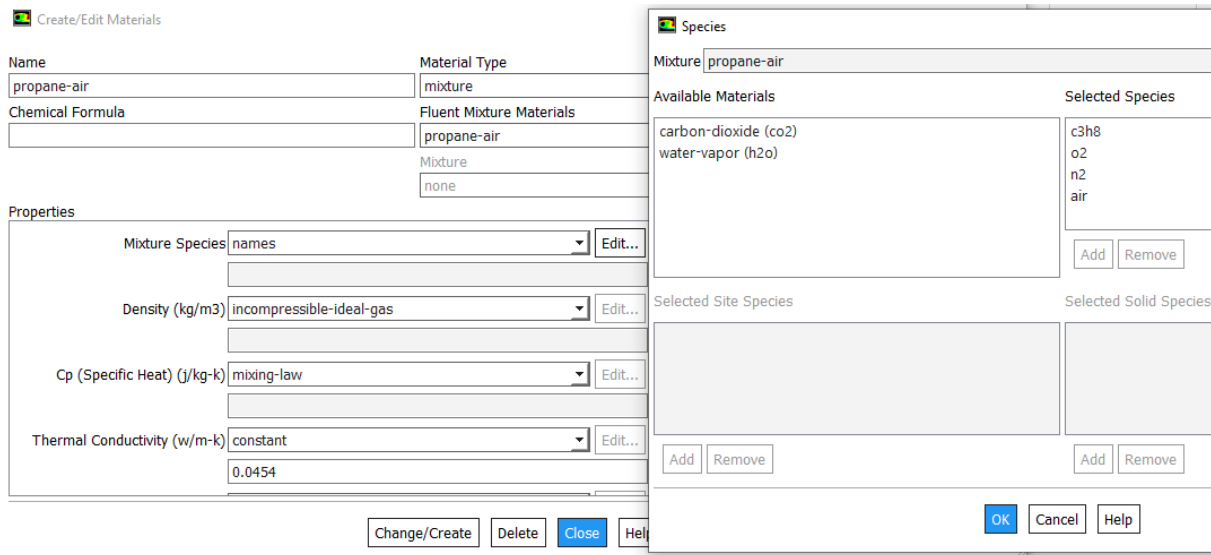 Create/Edit Materials
Name
Material Type
propane-air
mixture
Chemical Formula
Fluent Mixture Materials
propane-air
Mixture
none
Properties
Mixture Species names Edit...
Density (kg/m3) incompressible-ideal-gas Edit...
Cp (Specific Heat) (j/kg-k) mixing-law Edit...
Thermal Conductivity (w/m-k) constant Edit...
0.0454
Change/Create Delete Close Help
Species
Mixture propane-air
Available Materials
Selected Species
carbon-dioxide (co2)
water-vapor (h2o)
c3h8
o2
n2
air
Add Remove
Selected Site Species
Selected Solid Species
Add Remove
Add Remove
OK Cancel Help